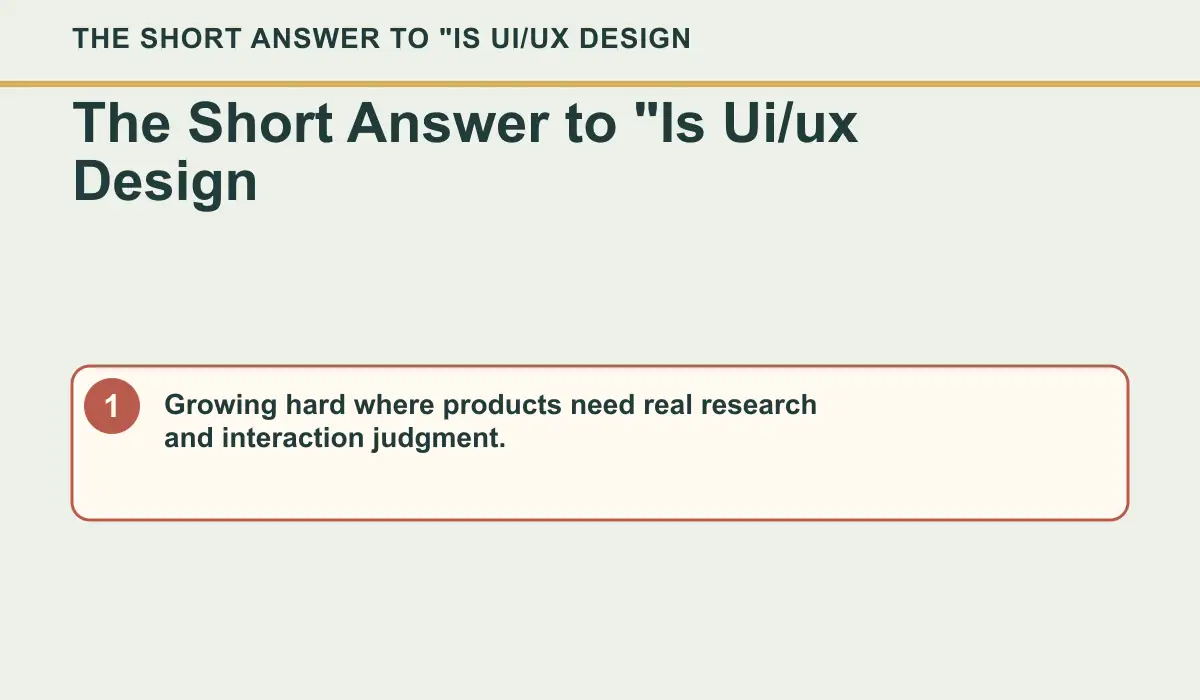 THE SHORT ANSWER TO "IS UI/UX DESIGN
The Short Answer to "Is Ui/ux
Design
1
Growing hard where products need real research
and interaction judgment.